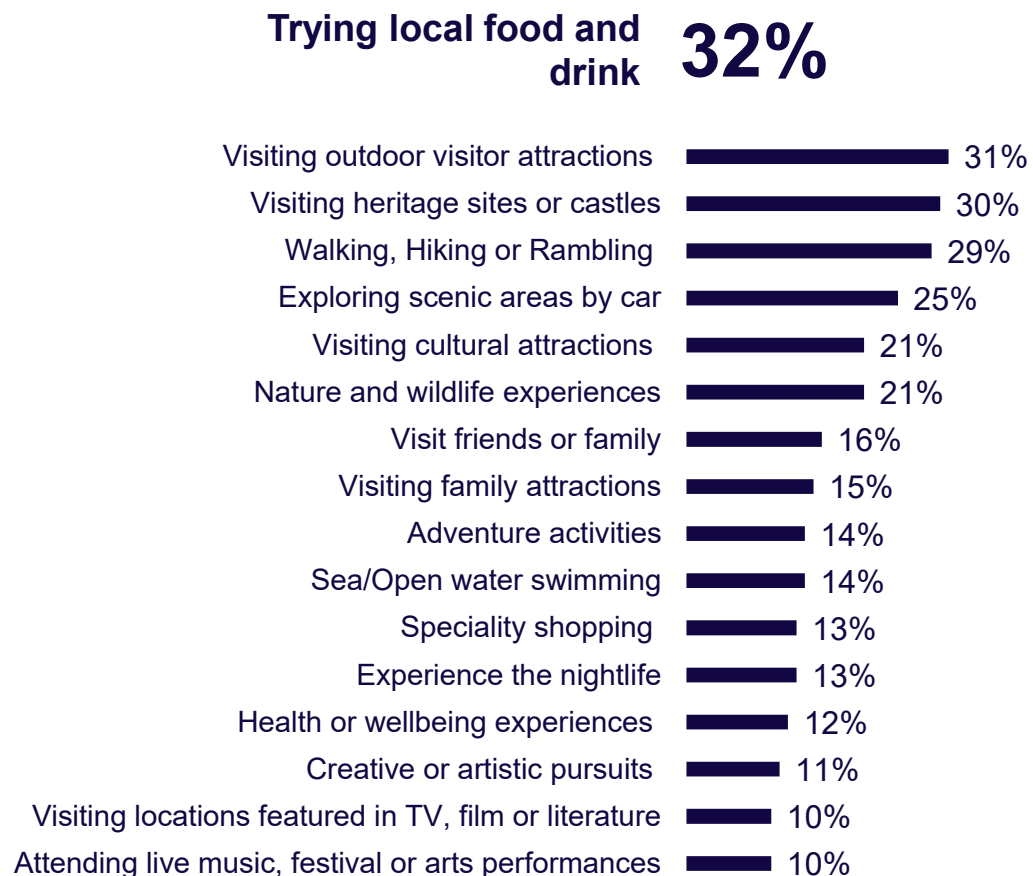 Trying local food and
drink 32%
Visiting outdoor visitor attractions 31%
Visiting heritage sites or castles 30%
Walking, Hiking or Rambling 29%
Exploring scenic areas by car 25%
Visiting cultural attractions 21%
Nature and wildlife experiences 21%
Visit friends or family 16%
Visiting family attractions 15%
Adventure activities 14%
Sea/Open water swimming 14%
Speciality shopping 13%
Experience the nightlife 13%
Health or wellbeing experiences 12%
Creative or artistic pursuits 11%
Visiting locations featured in TV, film or literature 10%
Attending live music, festival or arts performances 10%